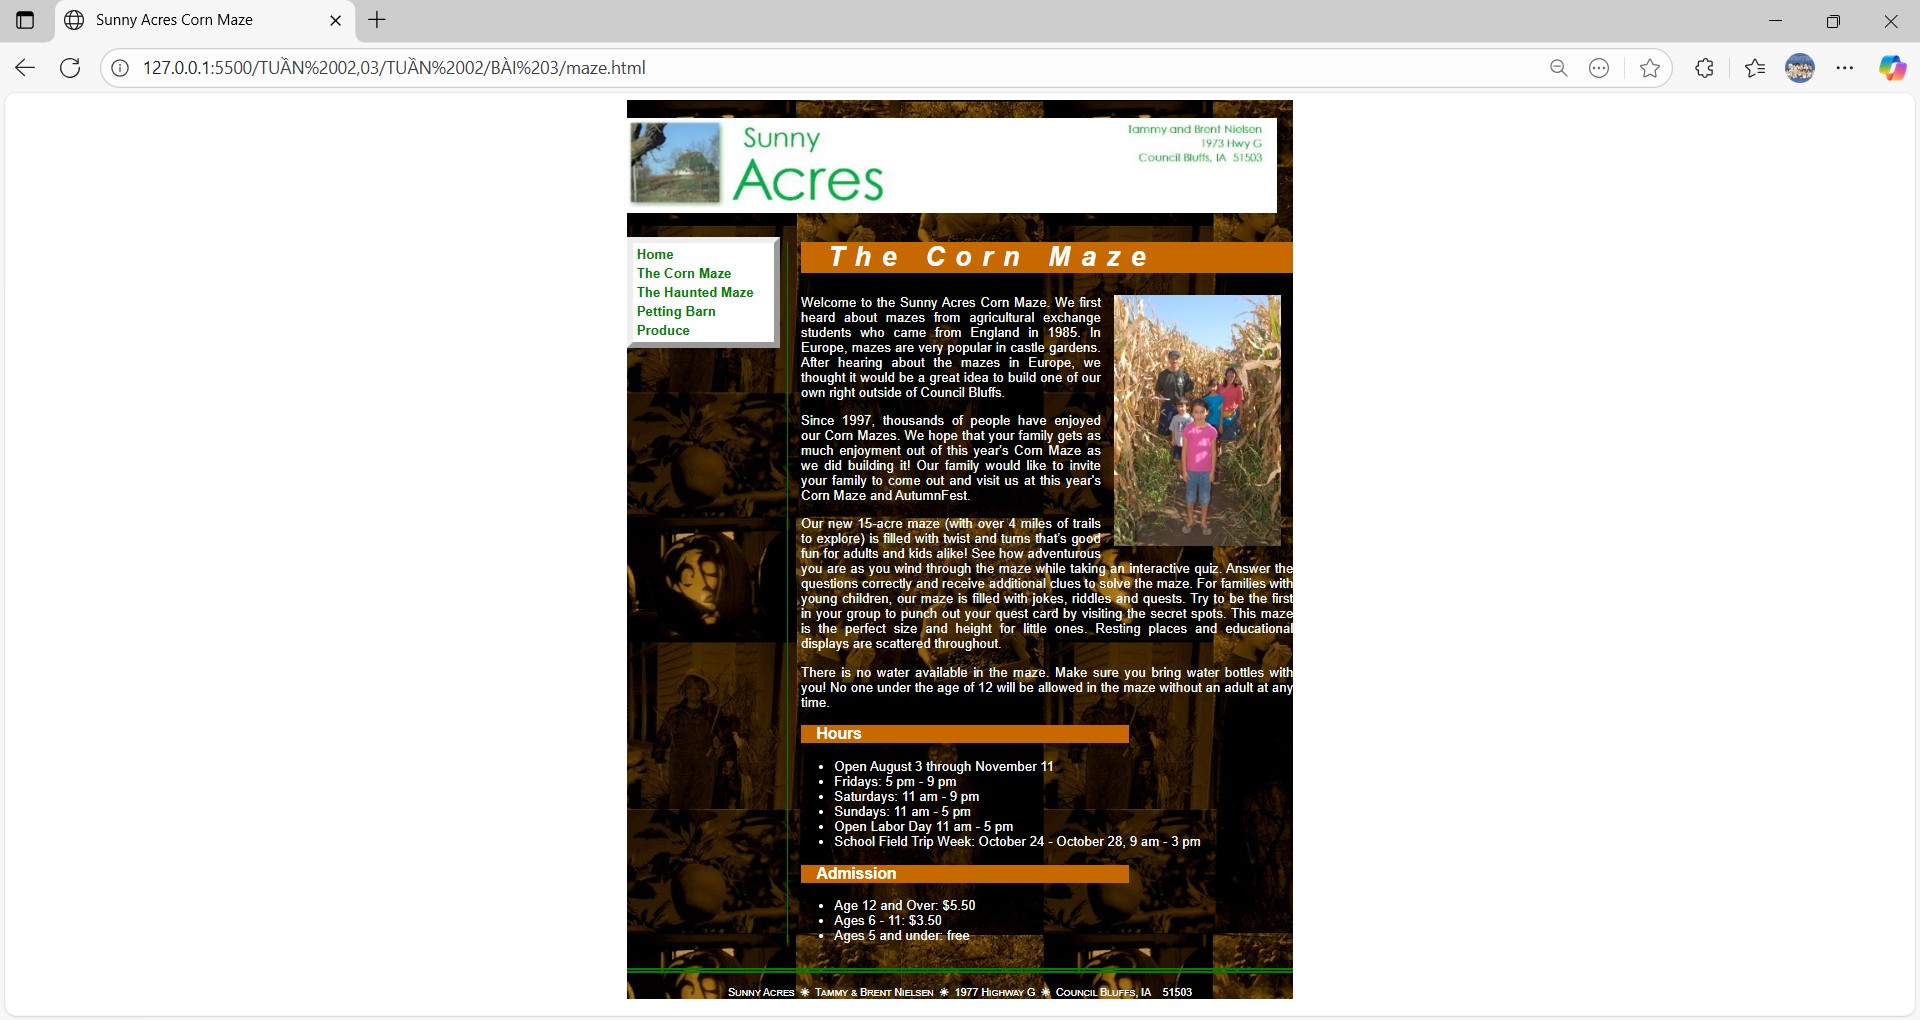 Sunny Acres Corn Maze
127.0.0.1:5500/TUẦN%2002,03/TUẦN%2002/BÀI%203/maze.html
Sunny
Acres
Tammy and Brent Nielsen
1973 Hwy G
Council Bluffs, IA 51503
Home
The Corn Maze
The Haunted Maze
Petting Barn
Produce
The Corn Maze
Welcome to the Sunny Acres Corn Maze. We first
heard about mazes from agricultural exchange
students who came from England in 1985. In
Europe, mazes are very popular in castle gardens.
After hearing about the mazes in Europe, we
thought it would be a great idea to build one of our
own right outside of Council Bluffs.
Since 1997, thousands of people have enjoyed
our Corn Mazes. We hope that your family gets as
much enjoyment out of this year's Corn Maze as
we did building it! Our family would like to invite
your family to come out and visit us at this year's
Corn Maze and AutumnFest.
Our new 15-acre maze (with over 4 miles of trails
to explore) is filled with twist and turns that's good
fun for adults and kids alike! See how adventurous
you are as you wind through the maze while taking an interactive quiz. Answer the
questions correctly and receive additional clues to solve the maze. For families with
young children, our maze is filled with jokes, riddles and quests. Try to be the first
in your group to punch out your quest card by visiting the secret spots. This maze
is the perfect size and height for little ones. Resting places and educational
displays are scattered throughout.
There is no water available in the maze. Make sure you bring water bottles with
you! No one under the age of 12 will be allowed in the maze without an adult at any
time.
Hours
• Open August 3 through November 11
• Fridays: 5 pm - 9 pm
• Saturdays: 11 am - 9 pm
• Sundays: 11 am - 5 pm
• Open Labor Day 11 am - 5 pm
• School Field Trip Week: October 24 - October 28, 9 am - 3 pm
Admission
• Age 12 and Over: $5.50
• Ages 6 - 11: $3.50
• Ages 5 and under: free
SUNNY ACRES ✳ TAMMY & BRENT NIELSEN ✳ 1977 HIGHWAY G ✳ COUNCIL BLUFFS, IA 51503